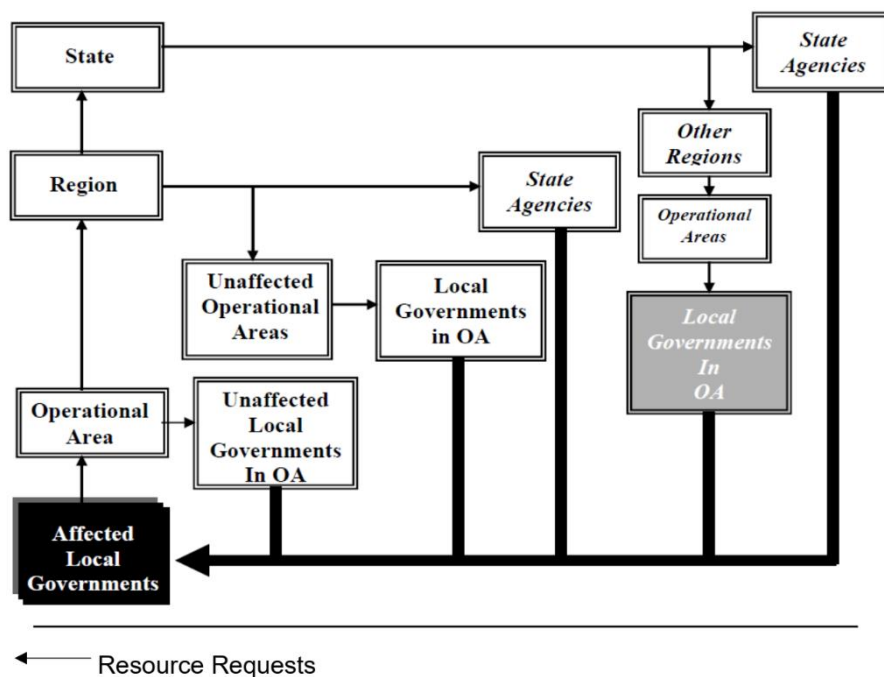 State
State
Agencies
Other
Regions
Region
State
Agencies
Operational
Areas
Unaffected
Operational
Areas
Local
Governments
in OA
Local
Governments
In
OA
Operational
Area
Unaffected
Local
Governments
In OA
Affected
Local
Governments
Resource Requests